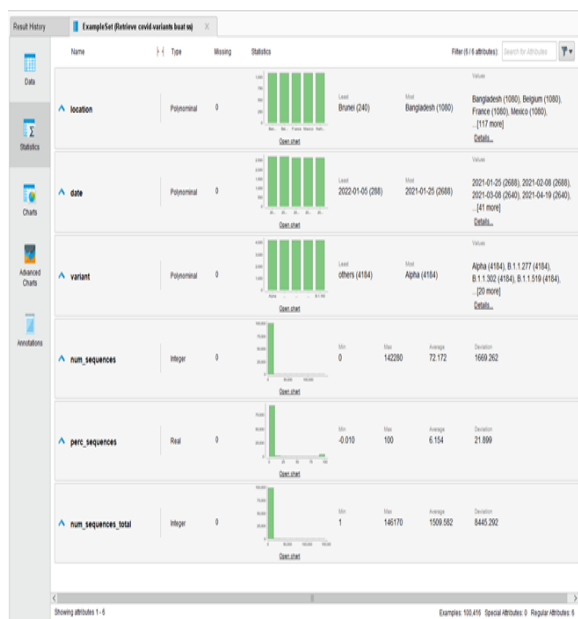 Result History
ExampleSet (Retrieve covid variants buat w)
Name
Type
Missing
Statistics
Filter (6 / 6 attributes):
Search for Attributes
Data
Statistics
Charts
Advanced
Charts
Annotations
location
Polynominal
0
Open chart
Least
Brunei (240)
Most
Bangladesh (1080)
Values
Bangladesh (1080), Belgium (1080),
France (1080), Mexico (1080),
...[117 more]
Details...
date
Polynominal
0
Open chart
Least
2022-01-05 (288)
Most
2021-01-25 (2688)
Values
2021-01-25 (2688), 2021-02-08 (2688),
2021-03-08 (2640), 2021-04-19 (2640),
...[41 more]
Details...
variant
Polynominal
0
Open chart
Least
others (4184)
Most
Alpha (4184)
Values
Alpha (4184), B.1.1.277 (4184),
B.1.1.302 (4184), B.1.1.519 (4184),
...[20 more]
Details...
num_sequences
Integer
0
Open chart
Min
0
Max
142280
Average
72.172
Deviation
1669.262
perc_sequences
Real
0
Open chart
Min
-0.010
Max
100
Average
6.154
Deviation
21.899
num_sequences_total
Integer
0
Open chart
Min
1
Max
146170
Average
1509.582
Deviation
8445.292
Showing attributes 1 - 6
Examples: 100,416 Special Attributes: 0 Regular Attributes: 6